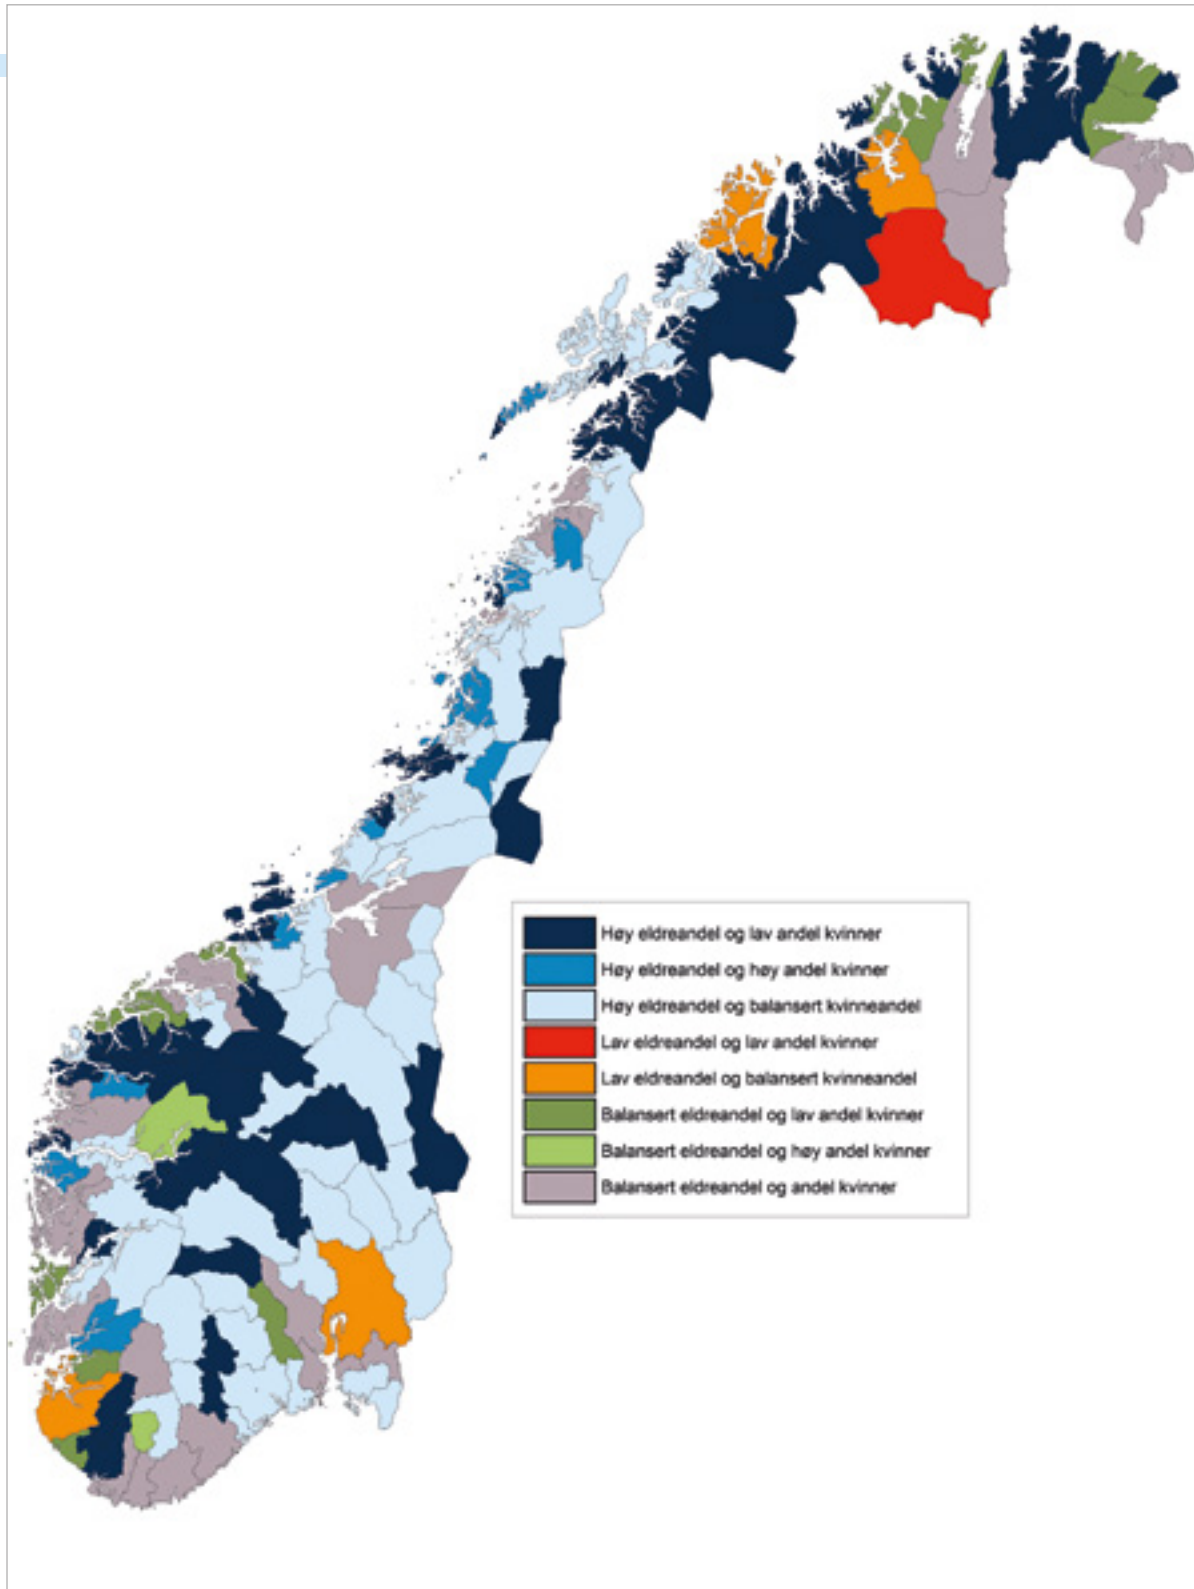 Høy eldreandel og lav andel kvinner
Høy eldreandel og høy andel kvinner
Høy eldreandel og balansert kvinneandel
Lav eldreandel og lav andel kvinner
Lav eldreandel og balansert kvinneandel
Balansert eldreandel og lav andel kvinner
Balansert eldreandel og høy andel kvinner
Balansert eldreandel og andel kvinner